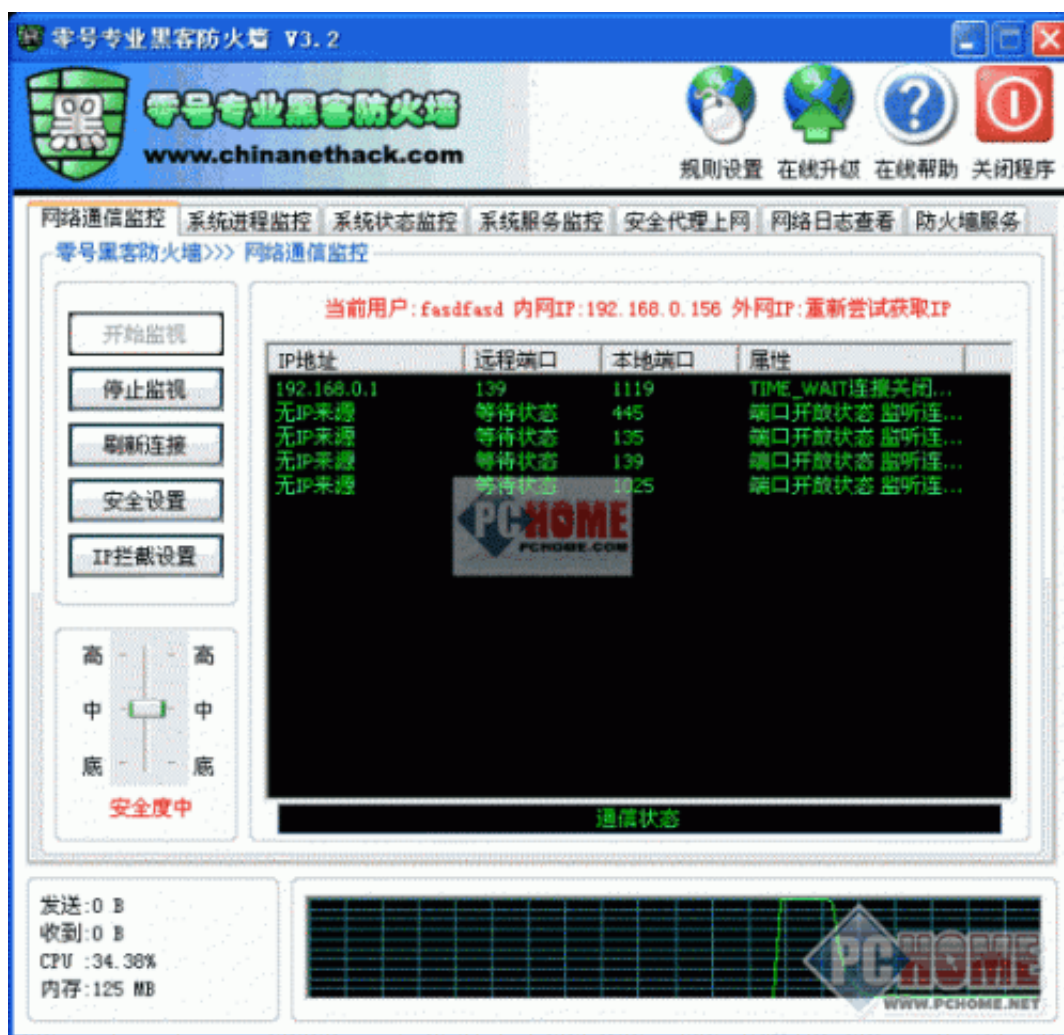 零号专业黑客防火墙 V3.2
零号专业黑客防火墙
www.chinanethack.com
规则设置 在线升级 在线帮助 关闭程序
网络通信监控 系统进程监控 系统状态监控 系统服务监控 安全代理上网 网络日志查看 防火墙服务
零号黑客防火墙>>> 网络通信监控
当前用户:fasdfasd 内网IP:192.168.0.156 外网IP:重新尝试获取IP
开始监视
停止监视
刷新连接
安全设置
IP拦截设置
IP地址 远程端口 本地端口 属性
192.168.0.1 139 1119 TIME_WAIT连接关闭...
无IP来源 等待状态 445 端口开放状态 监听连...
无IP来源 等待状态 135 端口开放状态 监听连...
无IP来源 等待状态 139 端口开放状态 监听连...
无IP来源 等待状态 1025 端口开放状态 监听连...
PCHOME
PCHOME.COM
高 高
中 中
底 底
安全度中
通信状态
发送:0 B
收到:0 B
CPU :34.38%
内存:125 MB
PCHOME
WWW.PCHOME.NET